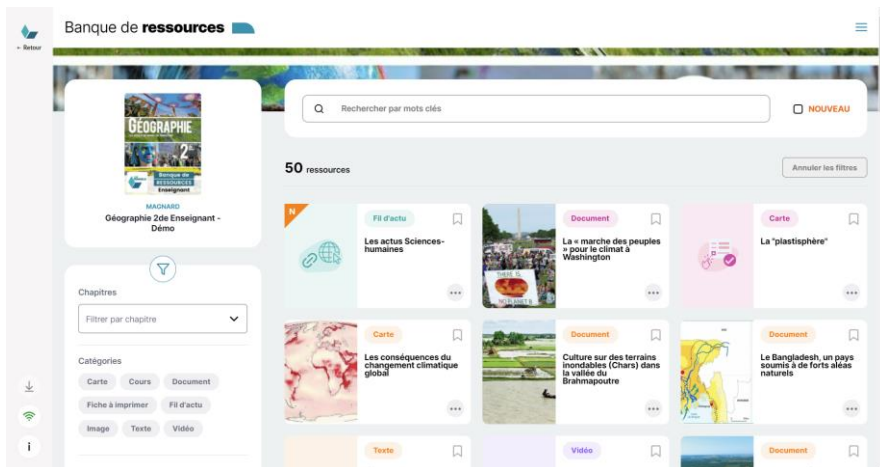 ← Retour
Banque de ressources
GÉOGRAPHIE
2de
Banque de
RESSOURCES
Enseignant
MAGNARD
Géographie 2de Enseignant -
Démo
Chapitres
Filtrer par chapitre
Catégories
Carte Cours Document
Fiche à imprimer Fil d'actu
Image Texte Vidéo
Rechercher par mots clés
NOUVEAU
50 ressources
Annuler les filtres
N
Fil d'actu
Les actus Sciences-
humaines
Document
La « marche des peuples
» pour le climat à
Washington
THERE IS
NO PLANET B
Carte
La "plastisphère"
Carte
Les conséquences du
changement climatique
global
Document
Culture sur des terrains
inondables (Chars) dans
la vallée du
Brahmapoutre
Document
Le Bangladesh, un pays
soumis à de forts aléas
naturels
Texte
Vidéo
Document